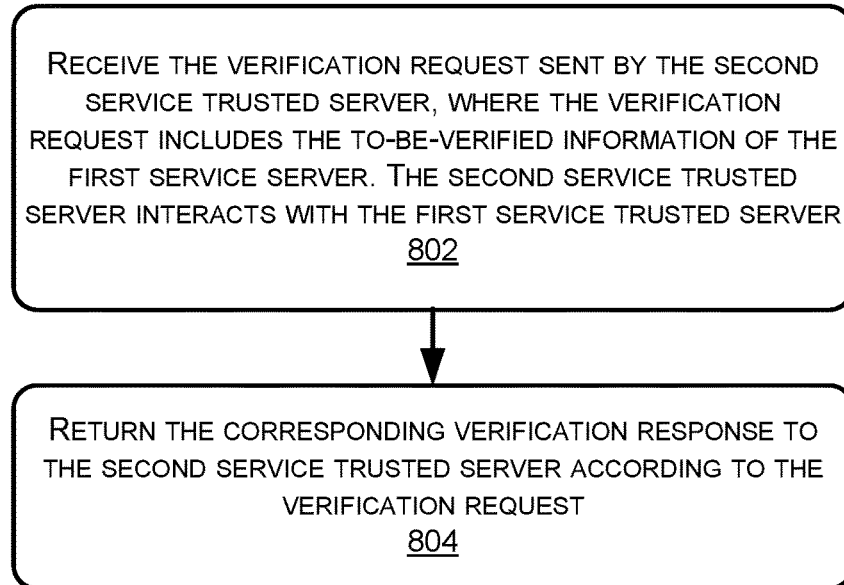 RECEIVE THE VERIFICATION REQUEST SENT BY THE SECOND
SERVICE TRUSTED SERVER, WHERE THE VERIFICATION
REQUEST INCLUDES THE TO-BE-VERIFIED INFORMATION OF THE
FIRST SERVICE SERVER. THE SECOND SERVICE TRUSTED
SERVER INTERACTS WITH THE FIRST SERVICE TRUSTED SERVER
802
RETURN THE CORRESPONDING VERIFICATION RESPONSE TO
THE SECOND SERVICE TRUSTED SERVER ACCORDING TO THE
VERIFICATION REQUEST
804